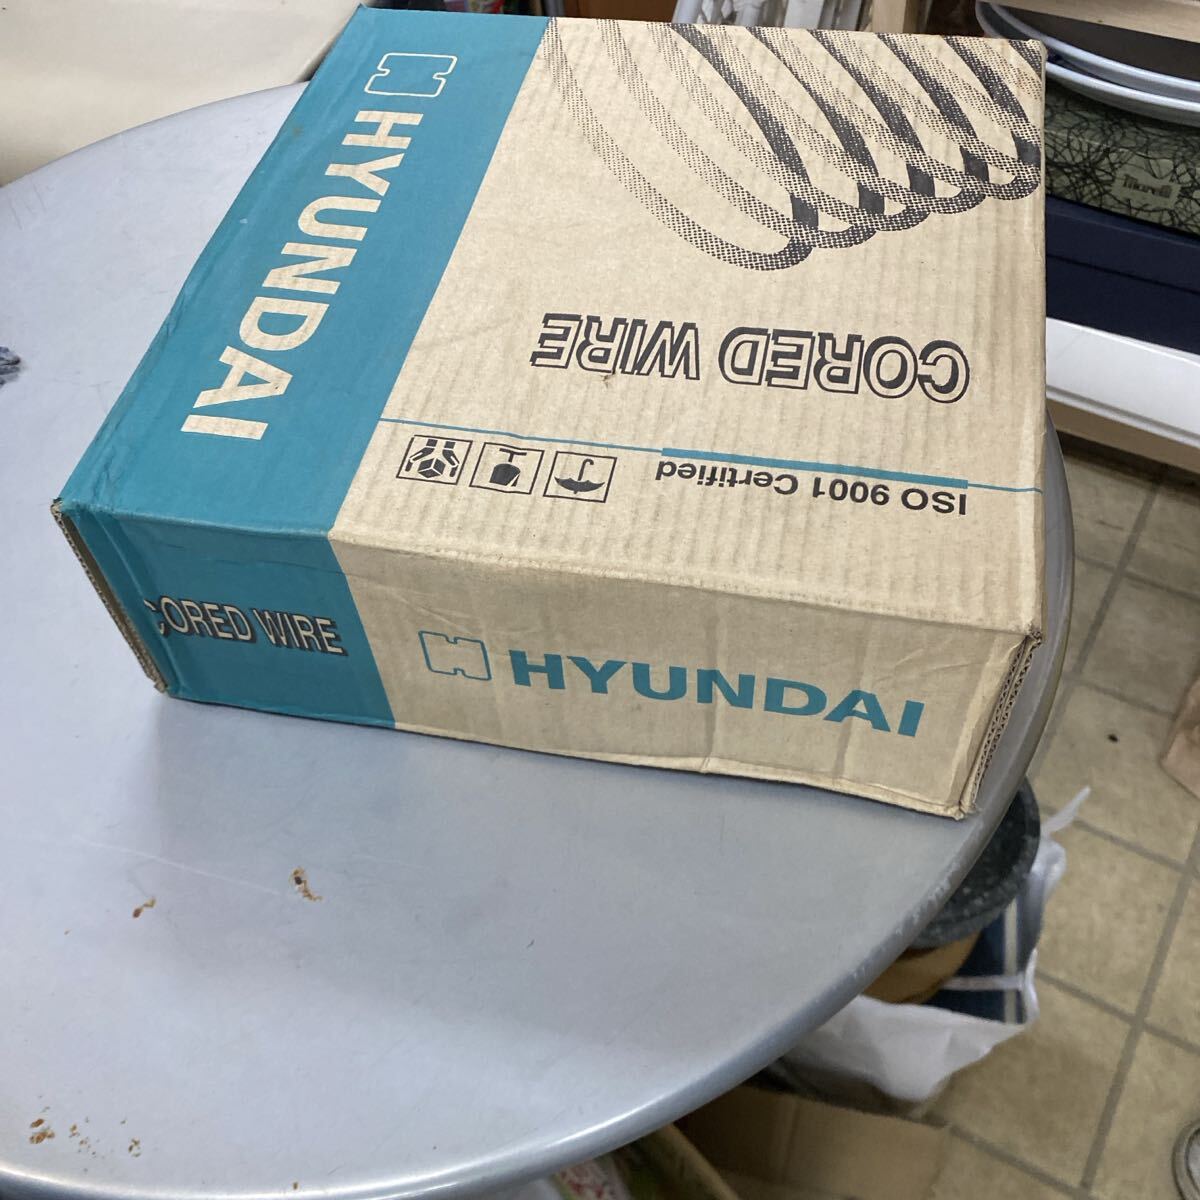 HYUNDAI
CORED WIRE
ISO 9001 Certified
CORED WIRE
HYUNDAI